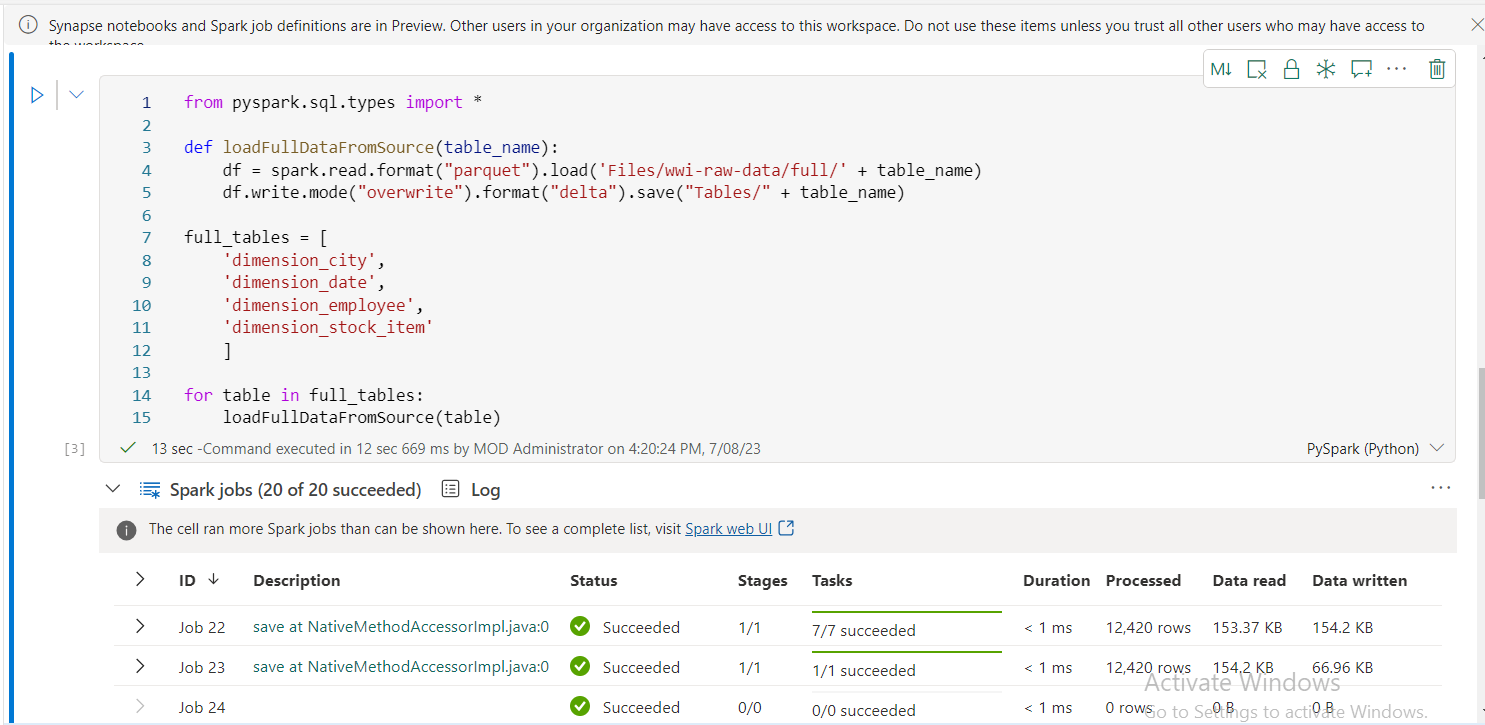 Synapse notebooks and Spark job definitions are in Preview. Other users in your organization may have access to this workspace. Do not use these items unless you trust all other users who may have access to
the workspace.
M↓
1 from pyspark.sql.types import *
2
3 def loadFullDataFromSource(table_name):
4 df = spark.read.format("parquet").load('Files/wwi-raw-data/full/' + table_name)
5 df.write.mode("overwrite").format("delta").save("Tables/" + table_name)
6
7 full_tables = [
8 'dimension_city',
9 'dimension_date',
10 'dimension_employee',
11 'dimension_stock_item'
12 ]
13
14 for table in full_tables:
15 loadFullDataFromSource(table)
[3] 13 sec -Command executed in 12 sec 669 ms by MOD Administrator on 4:20:24 PM, 7/08/23 PySpark (Python)
Spark jobs (20 of 20 succeeded) Log
The cell ran more Spark jobs than can be shown here. To see a complete list, visit Spark web UI
ID Description Status Stages Tasks Duration Processed Data read Data written
Job 22 save at NativeMethodAccessorImpl.java:0 Succeeded 1/1 7/7 succeeded < 1 ms 12,420 rows 153.37 KB 154.2 KB
Job 23 save at NativeMethodAccessorImpl.java:0 Succeeded 1/1 1/1 succeeded < 1 ms 12,420 rows 154.2 KB 66.96 KB
Activate Windows
Job 24 Succeeded 0/0 0/0 succeeded < 1 ms 0 rows 0 B 0 B
Go to Settings to activate Windows.